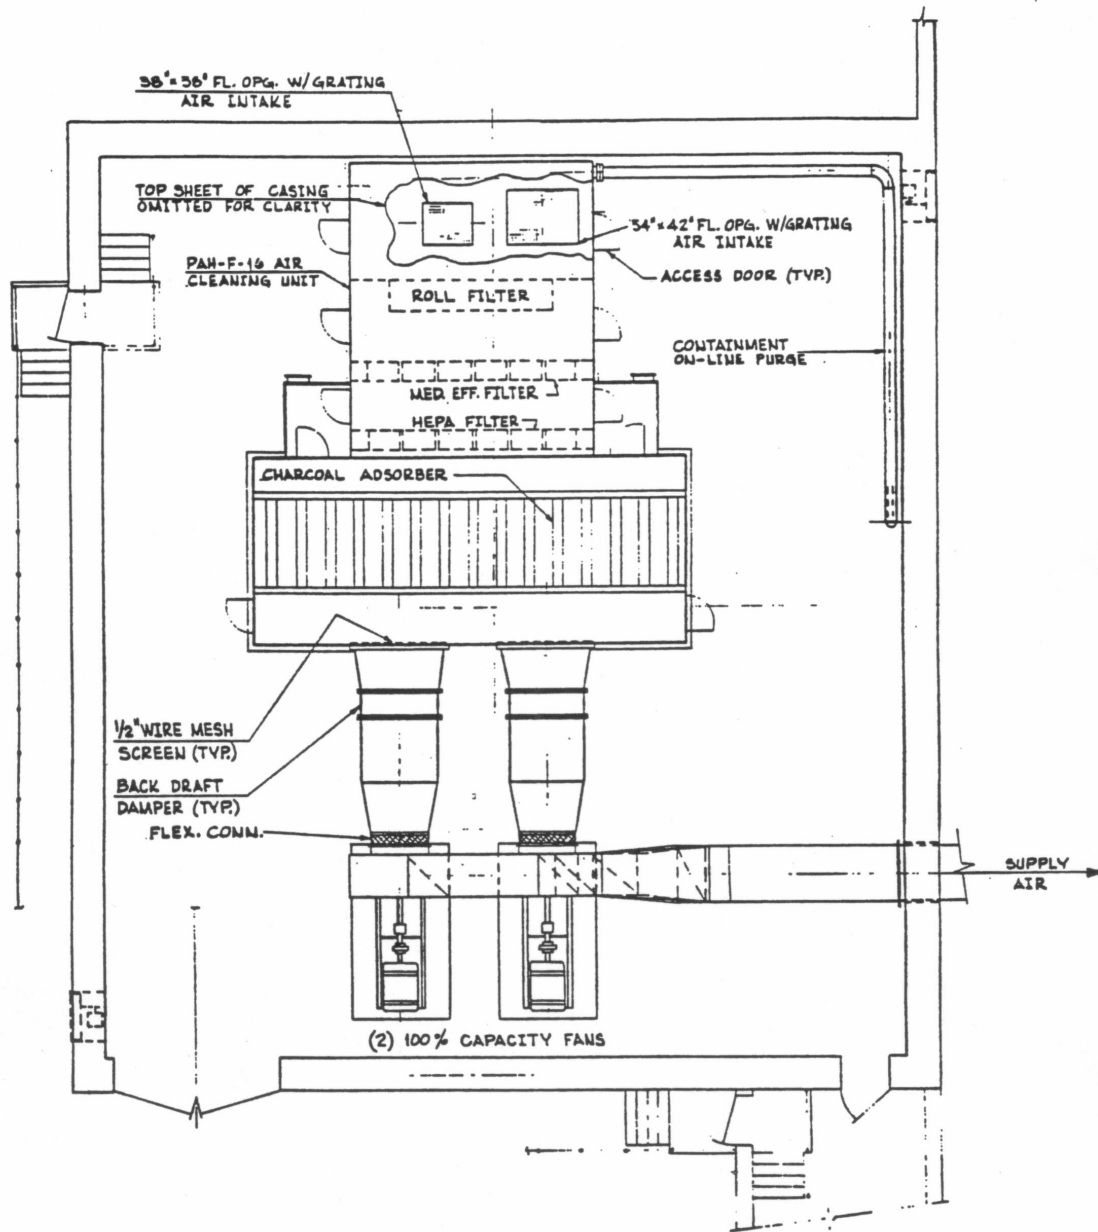 38"x38" FL. OPG. W/GRATING
AIR INTAKE
TOP SHEET OF CASING
OMITTED FOR CLARITY
54"x42" FL. OPG. W/GRATING
AIR INTAKE
PAH-F-16 AIR
CLEANING UNIT
ACCESS DOOR (TYP.)
ROLL FILTER
CONTAINMENT
ON-LINE PURGE
MED. EFF. FILTER
HEPA FILTER
CHARCOAL ADSORBER
1/2" WIRE MESH
SCREEN (TYP.)
BACK DRAFT
DAMPER (TYP.)
FLEX. CONN.
SUPPLY
AIR
(2) 100% CAPACITY FANS